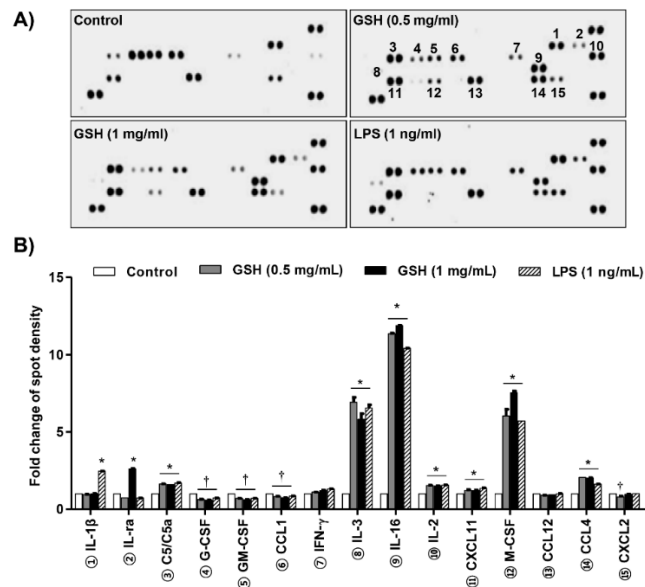 A)
Control
GSH (0.5 mg/ml)
1 2
3 4 5 6 7 10
9
8
11 12 13 14 15
GSH (1 mg/ml)
LPS (1 ng/ml)
B)
Control GSH (0.5 mg/mL) GSH (1 mg/mL) LPS (1 ng/mL)
Fold change of spot density
15
10
5
0
* * * † † † * * * * * * †
① IL-1β
② IL-ra
③ C5/C5a
④ G-CSF
⑤ GM-CSF
⑥ CCL1
⑦ IFN-γ
⑧ IL-3
⑨ IL-16
⑩ IL-2
⑪ CXCL11
⑫ M-CSF
⑬ CCL12
⑭ CCL4
⑮ CXCL2